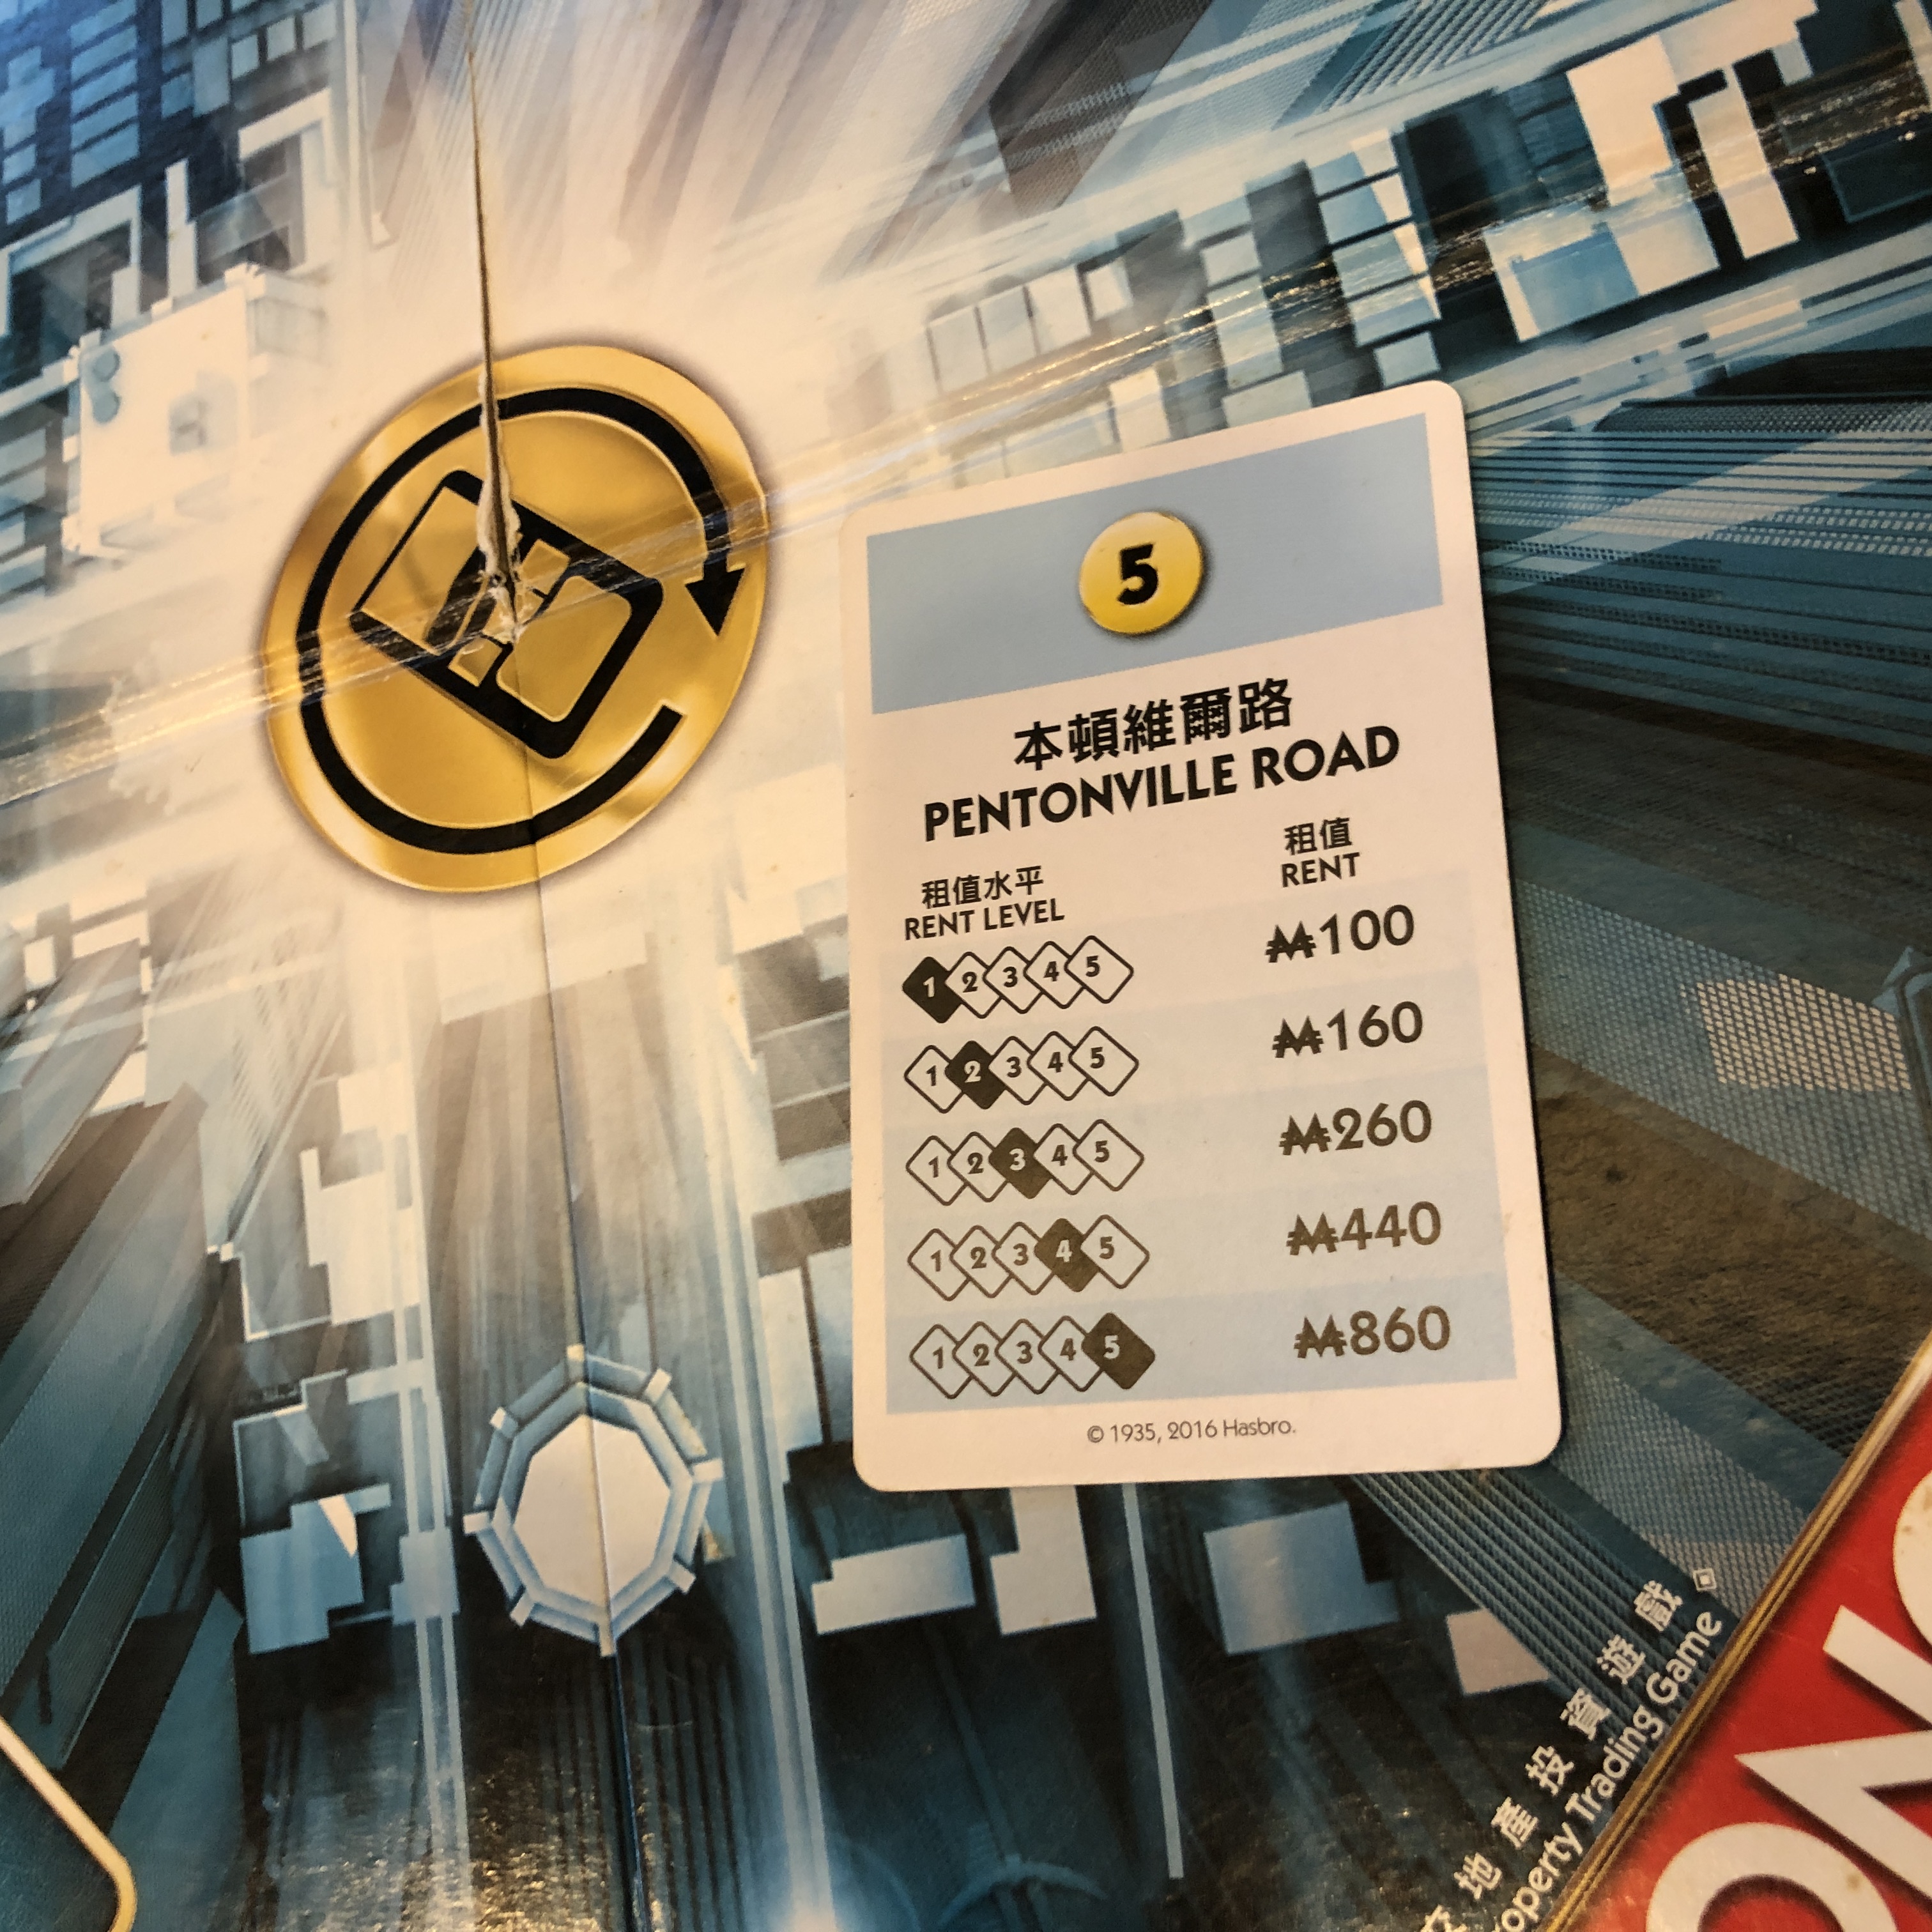 5
本頓維爾路
PENTONVILLE ROAD
租值水平 租值
RENT LEVEL RENT
1 2 3 4 5 ₩100
1 2 3 4 5 ₩160
1 2 3 4 5 ₩260
1 2 3 4 5 ₩440
1 2 3 4 5 ₩860
© 1935, 2016 Hasbro.
地產投資遊戲
Trading Game